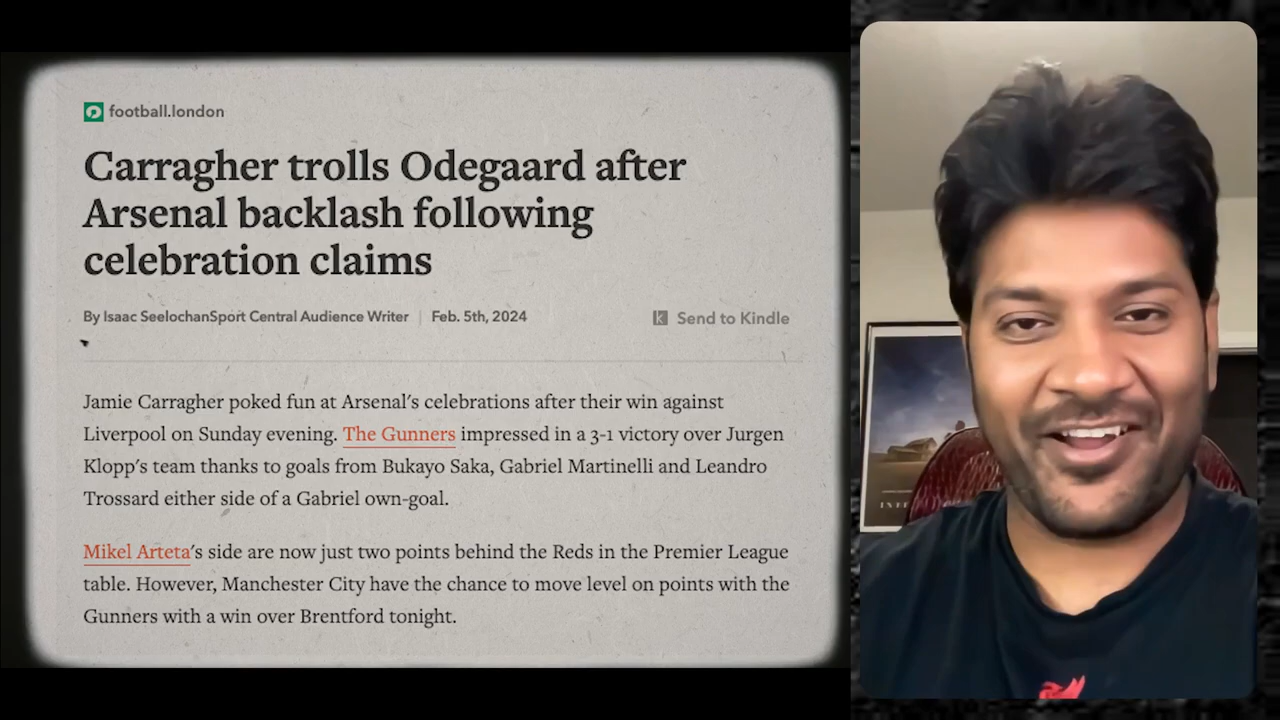 football.london
Carragher trolls Odegaard after
Arsenal backlash following
celebration claims
By Isaac SeelochanSport Central Audience Writer | Feb. 5th, 2024
Send to Kindle
Jamie Carragher poked fun at Arsenal's celebrations after their win against
Liverpool on Sunday evening. The Gunners impressed in a 3-1 victory over Jurgen
Klopp's team thanks to goals from Bukayo Saka, Gabriel Martinelli and Leandro
Trossard either side of a Gabriel own-goal.
Mikel Arteta's side are now just two points behind the Reds in the Premier League
table. However, Manchester City have the chance to move level on points with the
Gunners with a win over Brentford tonight.